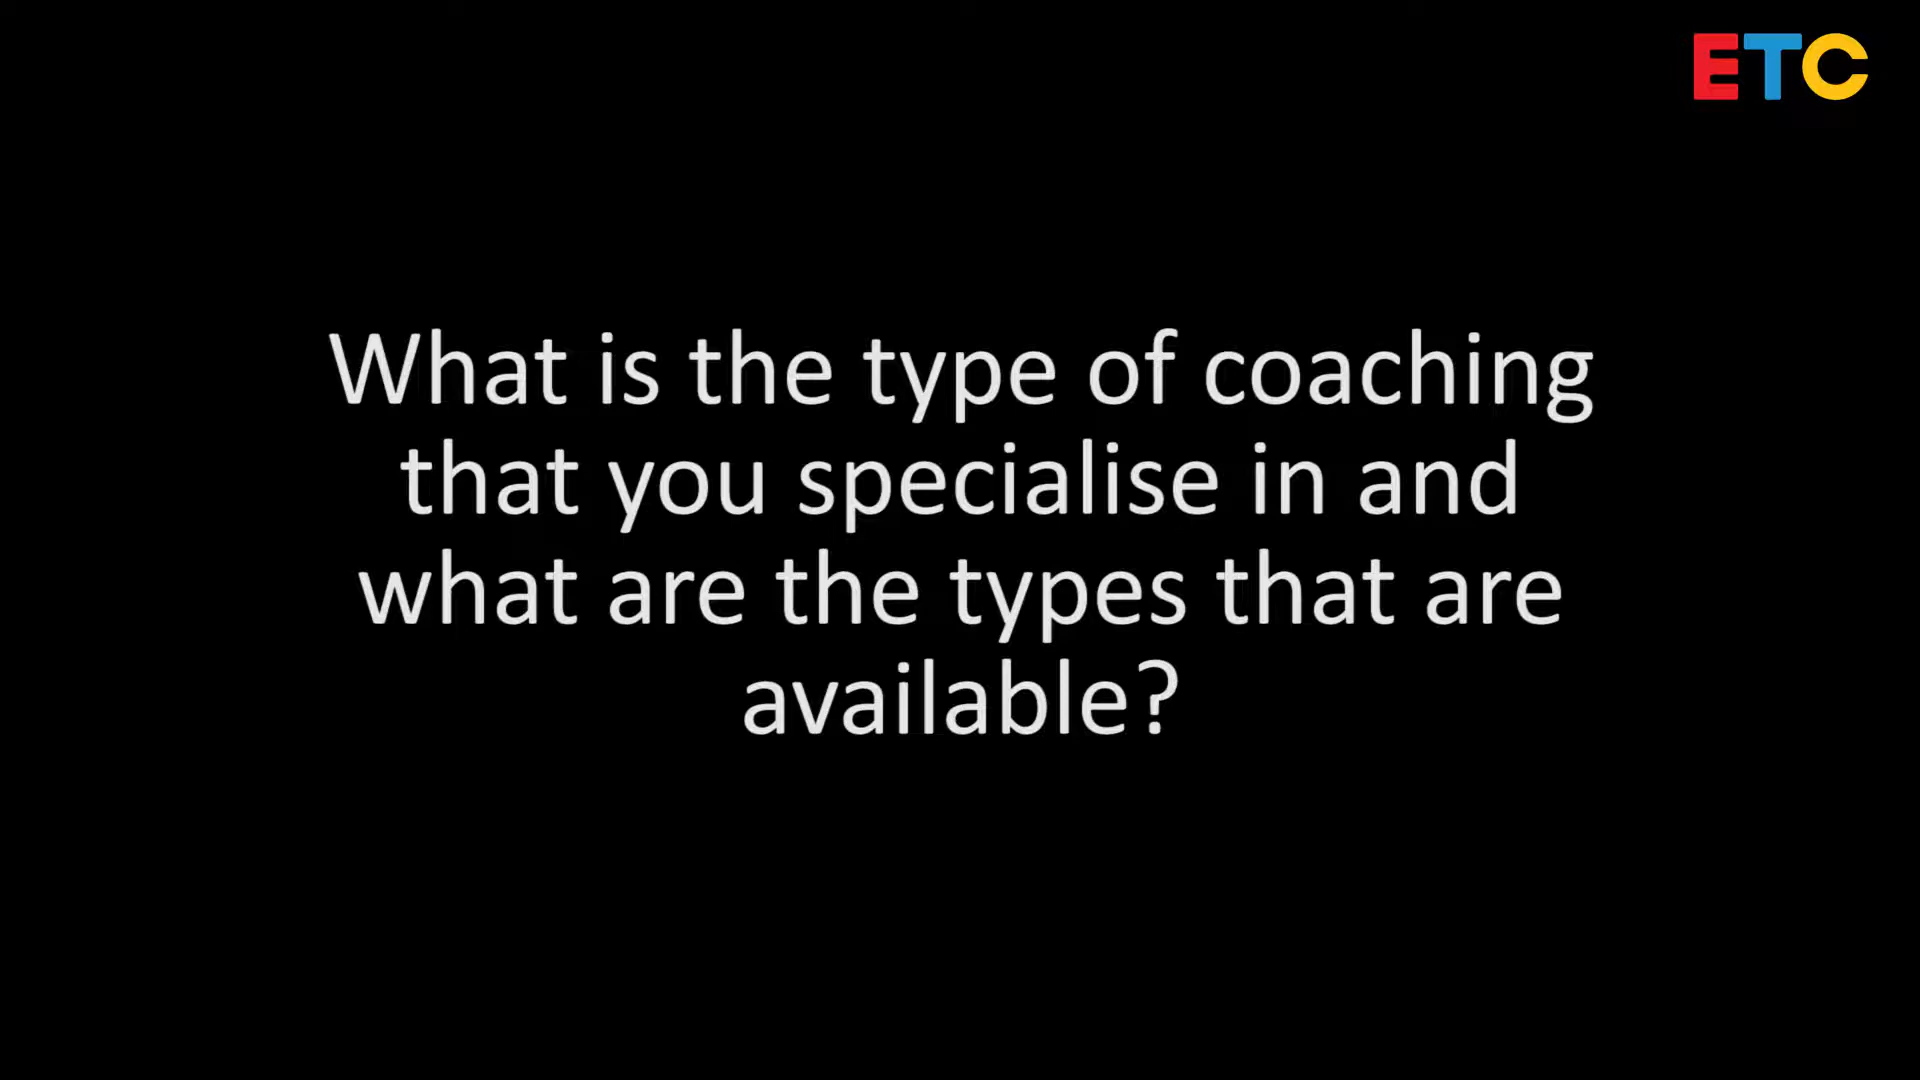 ETC
What is the type of coaching
that you specialise in and
what are the types that are
available?